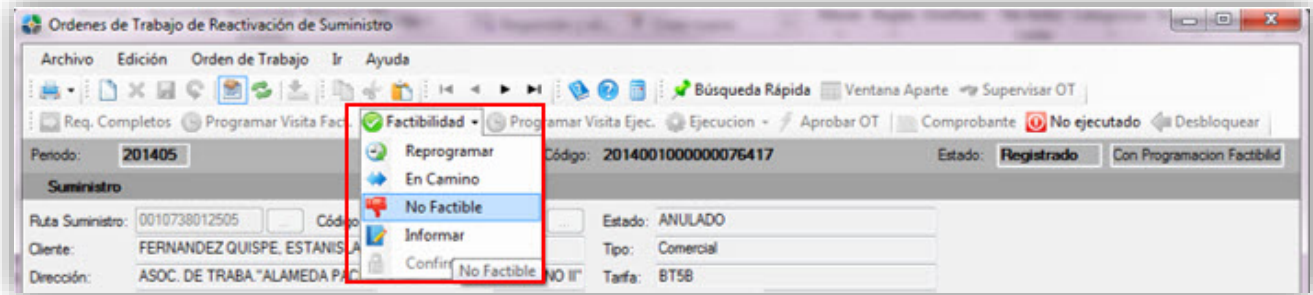 Ordenes de Trabajo de Reactivación de Suministro
Archivo Edición Orden de Trabajo Ir Ayuda
Búsqueda Rápida Ventana Aparte Supervisar OT
Req. Completos Programar Visita Fact. Factibilidad Programar Visita Ejec. Ejecucion Aprobar OT Comprobante No ejecutado Desbloquear
Periodo: 201405 Código: 2014001000000076417 Estado: Registrado Con Programacion Factibilid
Reprogramar
En Camino
No Factible
Informar
No Factible
Suministro
Ruta Suministro: 0010738012505 ... ... Estado: ANULADO
Cliente: FERNANDEZ QUISPE, Tipo: Comercial
Dirección: ASOC. DE TRABA."ALAMEDA II" Tarifa: BT5B